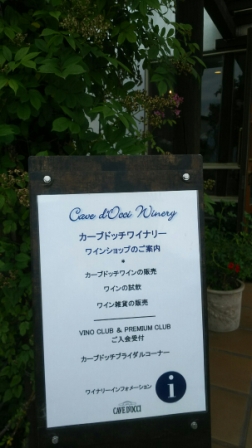 Cave d'Occi Winery
カーブドッチワイナリー
ワインショップのご案内
カーブドッチワインの販売
ワインの試飲
ワイン雑貨の販売
VINO CLUB & PREMIUM CLUB
ご入会受付
カーブドッチブライダルコーナー
ワイナリーインフォメーション
i
CAVE D'OCCI